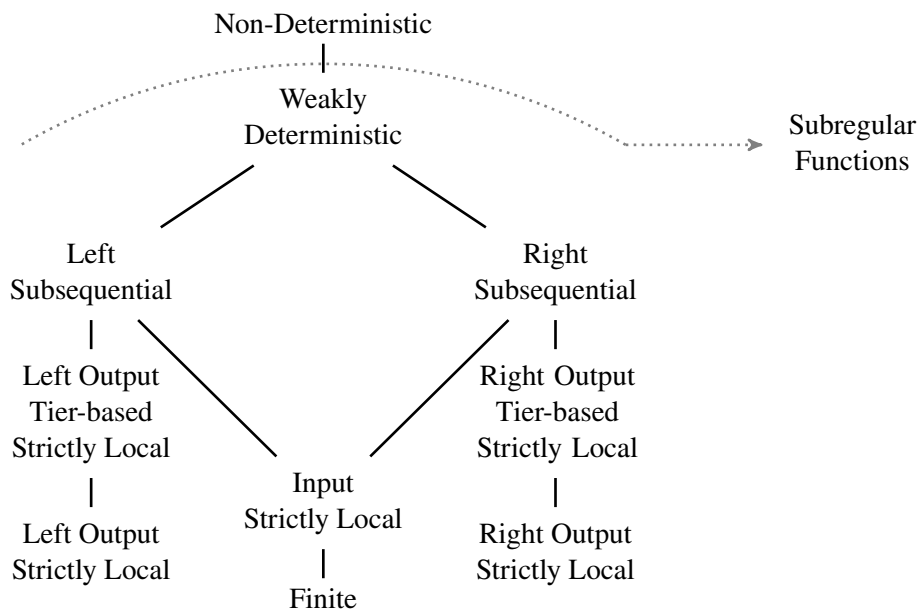 Non-Deterministic
Weakly
Deterministic
Subregular
Functions
Left
Subsequential
Right
Subsequential
Left Output
Tier-based
Strictly Local
Right Output
Tier-based
Strictly Local
Input
Strictly Local
Left Output
Strictly Local
Right Output
Strictly Local
Finite